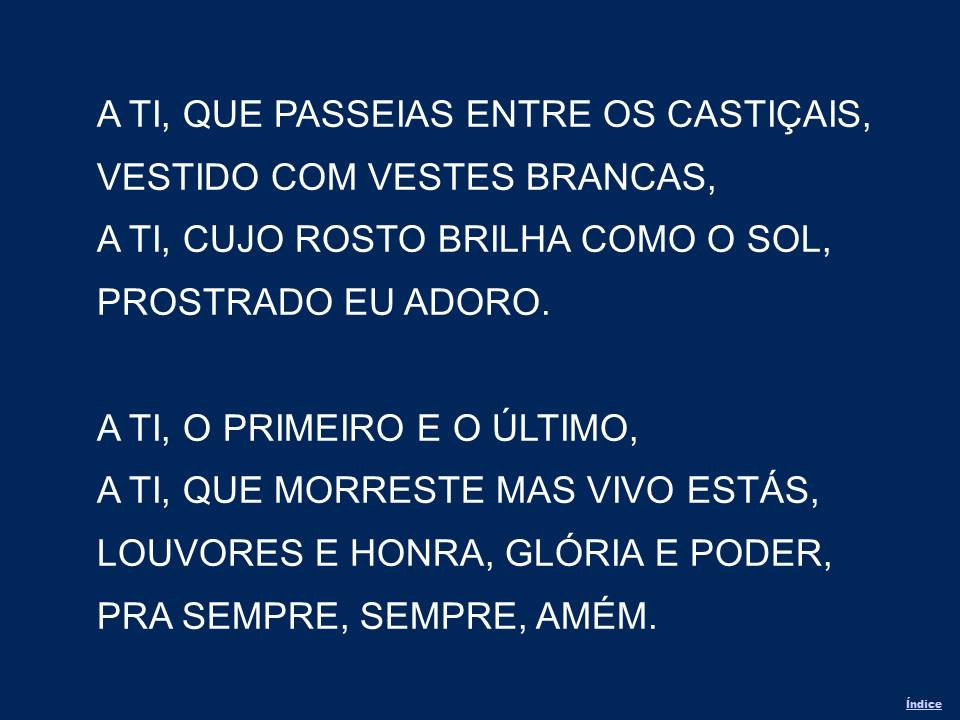 A TI, QUE PASSEIAS ENTRE OS CASTIÇAIS,
VESTIDO COM VESTES BRANCAS,
A TI, CUJO ROSTO BRILHA COMO O SOL,
PROSTRADO EU ADORO.
A TI, O PRIMEIRO E O ÚLTIMO,
A TI, QUE MORRESTE MAS VIVO ESTÁS,
LOUVORES E HONRA, GLÓRIA E PODER,
PRA SEMPRE, SEMPRE, AMÉM.
Índice